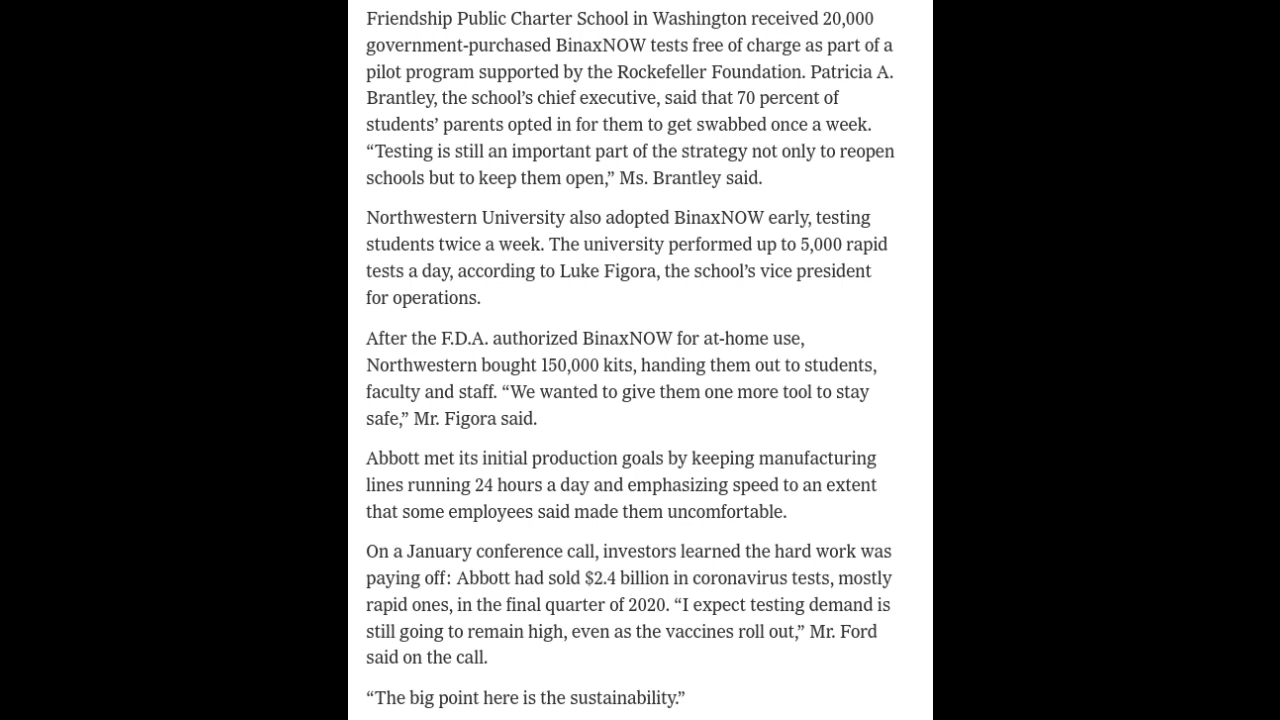 Friendship Public Charter School in Washington received 20,000
government-purchased BinaxNOW tests free of charge as part of a
pilot program supported by the Rockefeller Foundation. Patricia A.
Brantley, the school’s chief executive, said that 70 percent of
students’ parents opted in for them to get swabbed once a week.
“Testing is still an important part of the strategy not only to reopen
schools but to keep them open,” Ms. Brantley said.
Northwestern University also adopted BinaxNOW early, testing
students twice a week. The university performed up to 5,000 rapid
tests a day, according to Luke Figora, the school’s vice president
for operations.
After the F.D.A. authorized BinaxNOW for at-home use,
Northwestern bought 150,000 kits, handing them out to students,
faculty and staff. “We wanted to give them one more tool to stay
safe,” Mr. Figora said.
Abbott met its initial production goals by keeping manufacturing
lines running 24 hours a day and emphasizing speed to an extent
that some employees said made them uncomfortable.
On a January conference call, investors learned the hard work was
paying off: Abbott had sold $2.4 billion in coronavirus tests, mostly
rapid ones, in the final quarter of 2020. “I expect testing demand is
still going to remain high, even as the vaccines roll out,” Mr. Ford
said on the call.
“The big point here is the sustainability.”